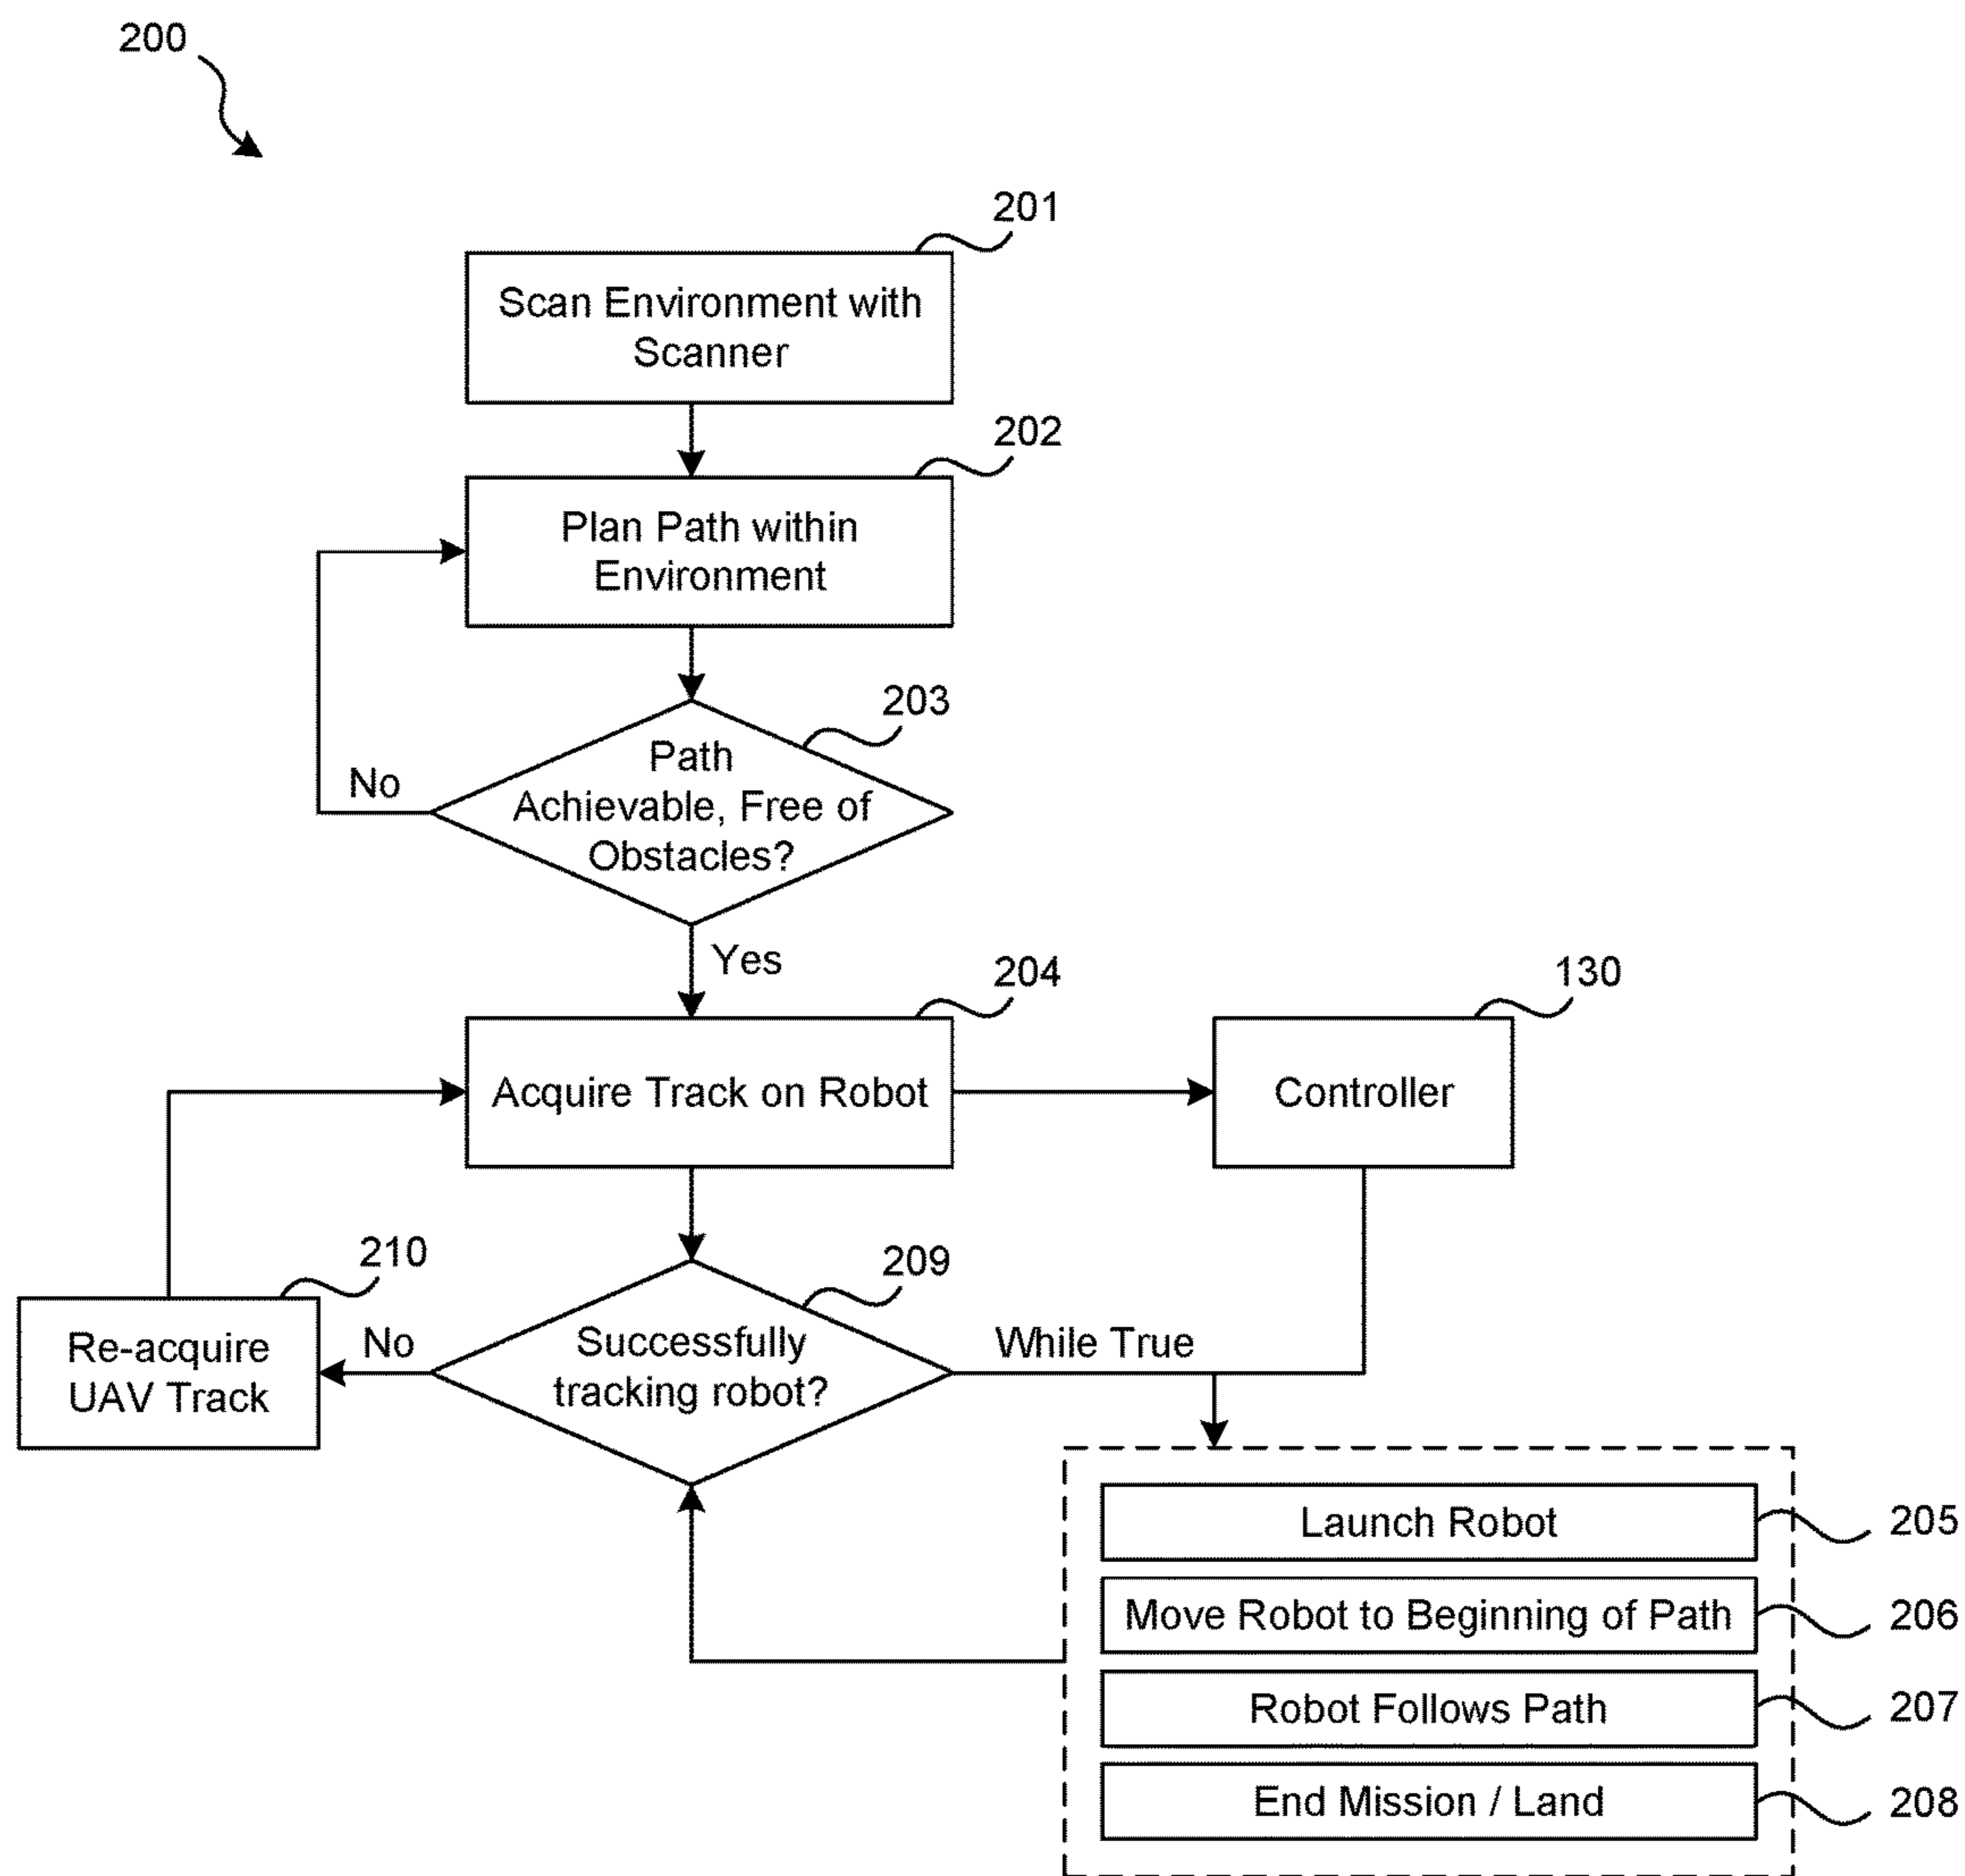 200
201
Scan Environment with
Scanner
202
Plan Path within
Environment
203
Path
Achievable, Free of
Obstacles?
No
Yes
204
130
Acquire Track on Robot
Controller
210
209
Re-acquire
UAV Track
No
Successfully
tracking robot?
While True
Launch Robot
205
Move Robot to Beginning of Path
206
Robot Follows Path
207
End Mission / Land
208